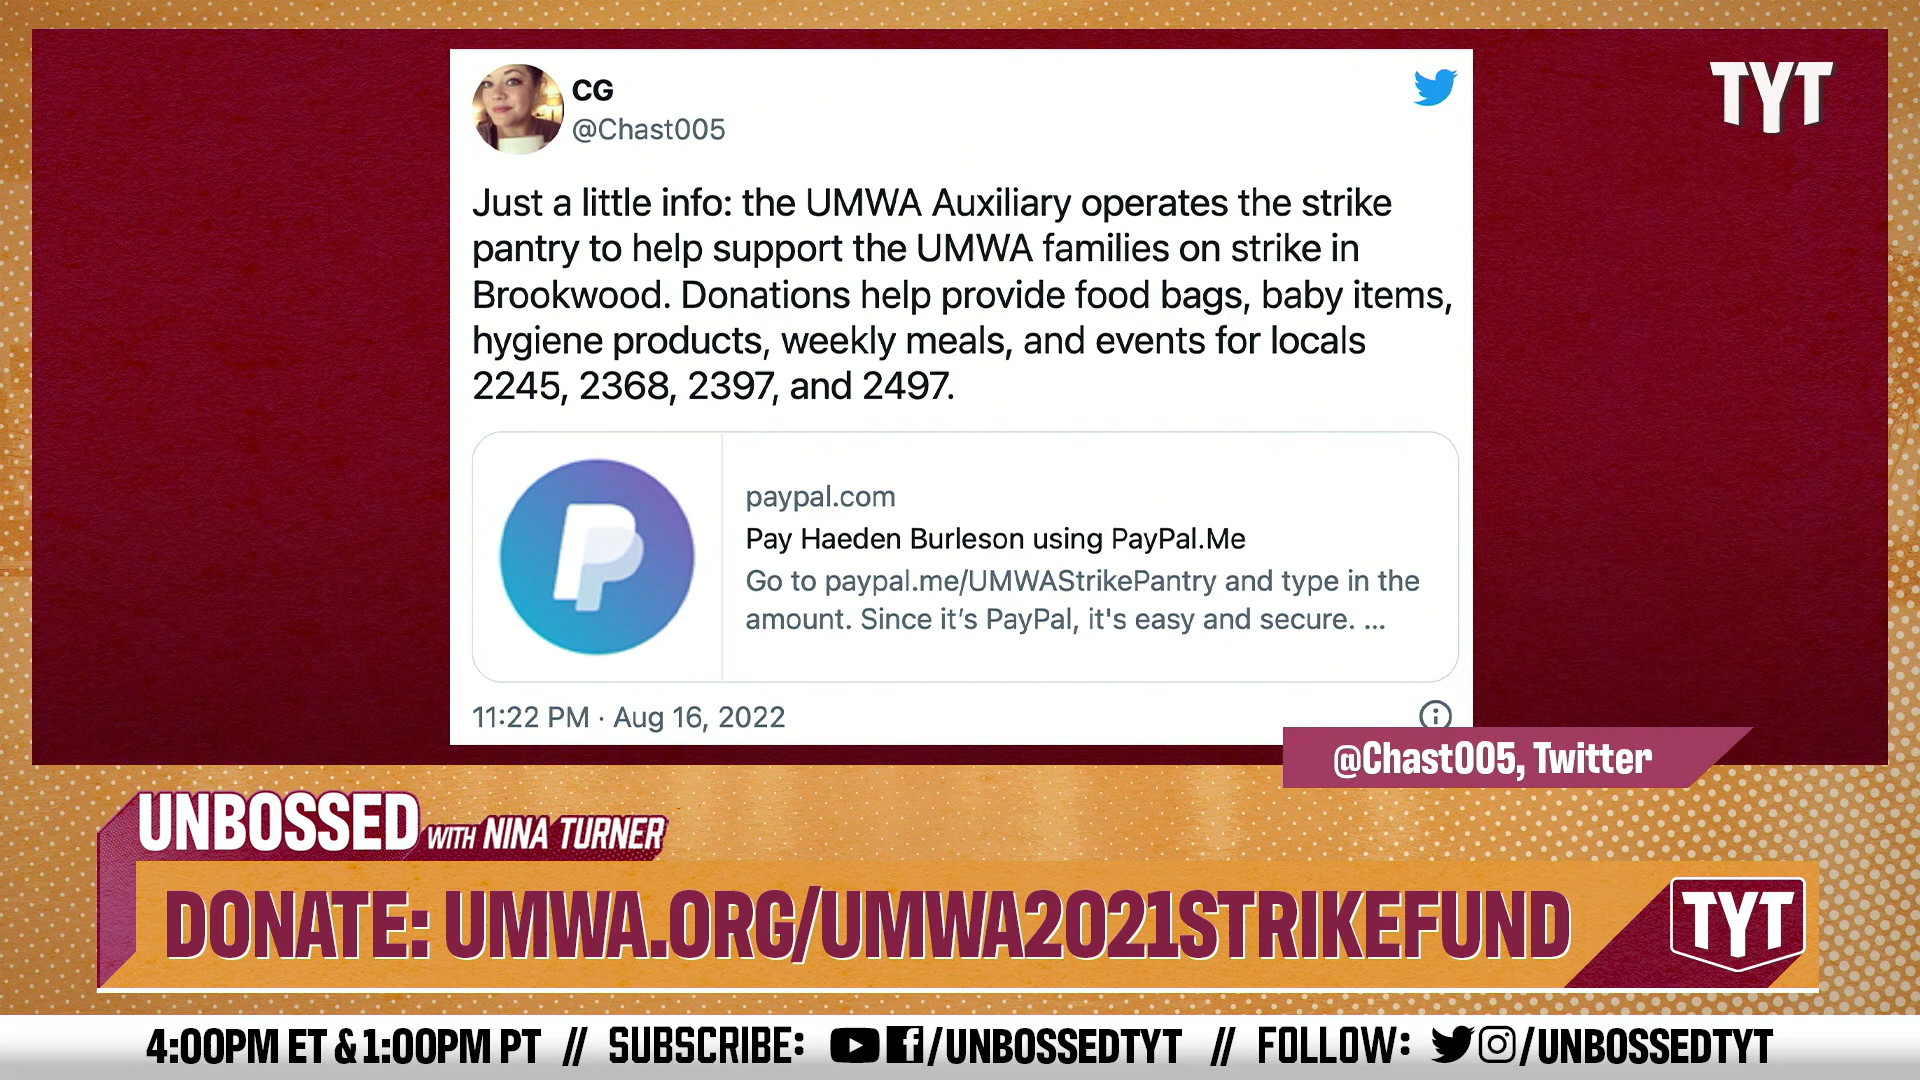 TYT
CG
@Chast005
Just a little info: the UMWA Auxiliary operates the strike
pantry to help support the UMWA families on strike in
Brookwood. Donations help provide food bags, baby items,
hygiene products, weekly meals, and events for locals
2245, 2368, 2397, and 2497.
paypal.com
Pay Haeden Burleson using PayPal.Me
Go to paypal.me/UMWAStrikePantry and type in the
amount. Since it’s PayPal, it's easy and secure. ...
11:22 PM · Aug 16, 2022
@Chast005, Twitter
UNBOSSED WITH NINA TURNER
DONATE: UMWA.ORG/UMWA2021STRIKEFUND
TYT
4:00PM ET & 1:00PM PT // SUBSCRIBE: /UNBOSSEDTYT // FOLLOW: /UNBOSSEDTYT